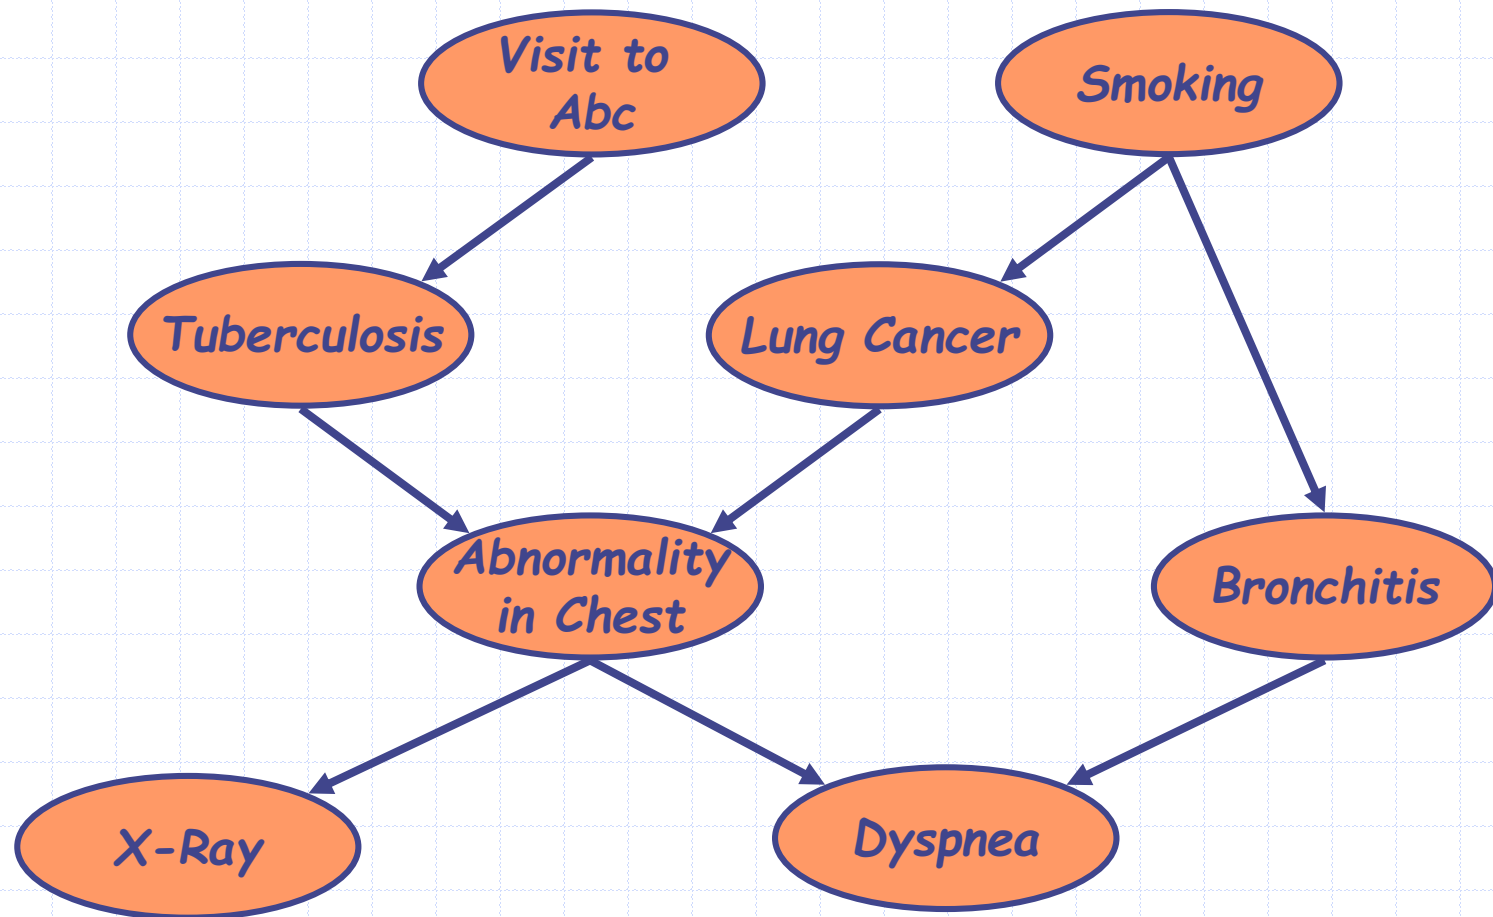 Visit to
Abc
Smoking
Tuberculosis
Lung Cancer
Abnormality
in Chest
Bronchitis
X-Ray
Dyspnea